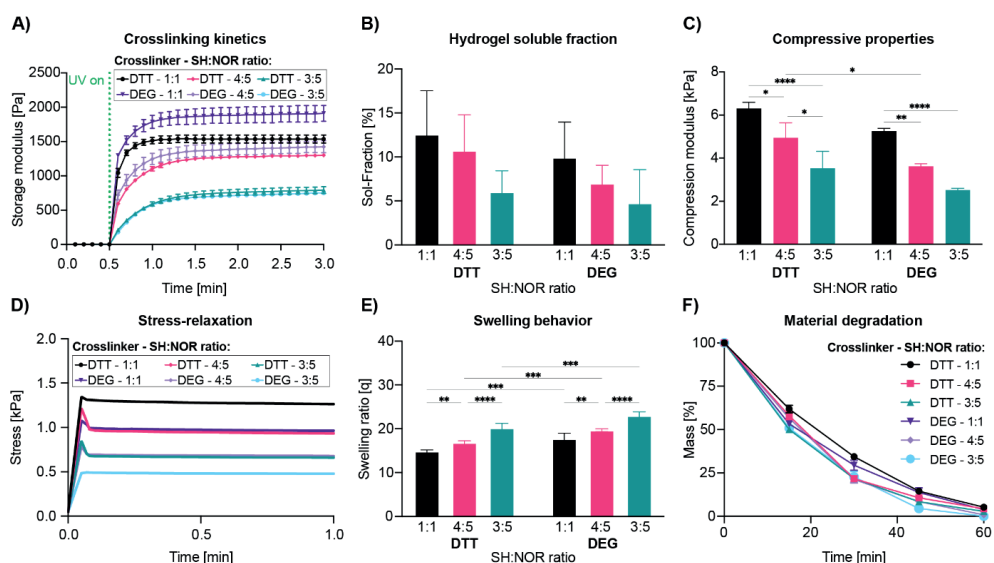 A)
Crosslinking kinetics
Crosslinker - SH:NOR ratio:
UV on
DTT - 1:1 DTT - 4:5 DTT - 3:5
DEG - 1:1 DEG - 4:5 DEG - 3:5
Storage modulus [Pa]
2500
2000
1500
1000
500
0
0.0 0.5 1.0 1.5 2.0 2.5 3.0
Time [min]
B)
Hydrogel soluble fraction
Sol-Fraction [%]
20
15
10
5
0
1:1 4:5 3:5 1:1 4:5 3:5
DTT DEG
SH:NOR ratio
C)
Compressive properties
Compression modulus [kPa]
8
6
4
2
0
*
**** ****
* **
*
1:1 4:5 3:5 1:1 4:5 3:5
DTT DEG
SH:NOR ratio
D)
Stress-relaxation
Crosslinker - SH:NOR ratio:
DTT - 1:1 DTT - 4:5 DTT - 3:5
DEG - 1:1 DEG - 4:5 DEG - 3:5
Stress [kPa]
2.0
1.5
1.0
0.5
0.0
0.0 0.5 1.0
Time [min]
E)
Swelling behavior
Swelling ratio [q]
40
30
20
10
0
***
***
***
** **** ** ****
1:1 4:5 3:5 1:1 4:5 3:5
DTT DEG
SH:NOR ratio
F)
Material degradation
Crosslinker - SH:NOR ratio:
DTT - 1:1
DTT - 4:5
DTT - 3:5
DEG - 1:1
DEG - 4:5
DEG - 3:5
Mass [%]
100
75
50
25
0
0 15 30 45 60
Time [min]